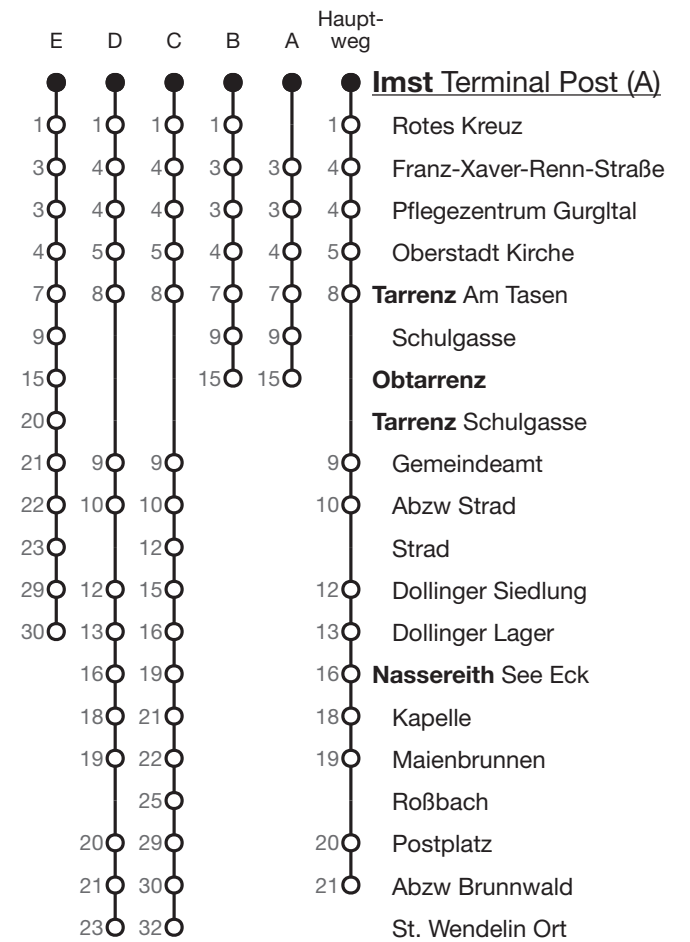 Haupt-
E D C B A weg
Imst Terminal Post (A)
1 1 1 1 1 Rotes Kreuz
3 4 4 3 3 4 Franz-Xaver-Renn-Straße
3 4 4 3 3 4 Pflegezentrum Gurgltal
4 5 5 4 4 5 Oberstadt Kirche
7 8 8 7 7 8 Tarrenz Am Tasen
9 9 9 Schulgasse
15 15 15 Obtarrenz
20 Tarrenz Schulgasse
21 9 9 9 Gemeindeamt
22 10 10 10 Abzw Strad
23 12 Strad
29 12 15 12 Dollinger Siedlung
30 13 16 13 Dollinger Lager
16 19 16 Nassereith See Eck
18 21 18 Kapelle
19 22 19 Maienbrunnen
25 Roßbach
20 29 20 Postplatz
21 30 21 Abzw Brunnwald
23 32 St. Wendelin Ort